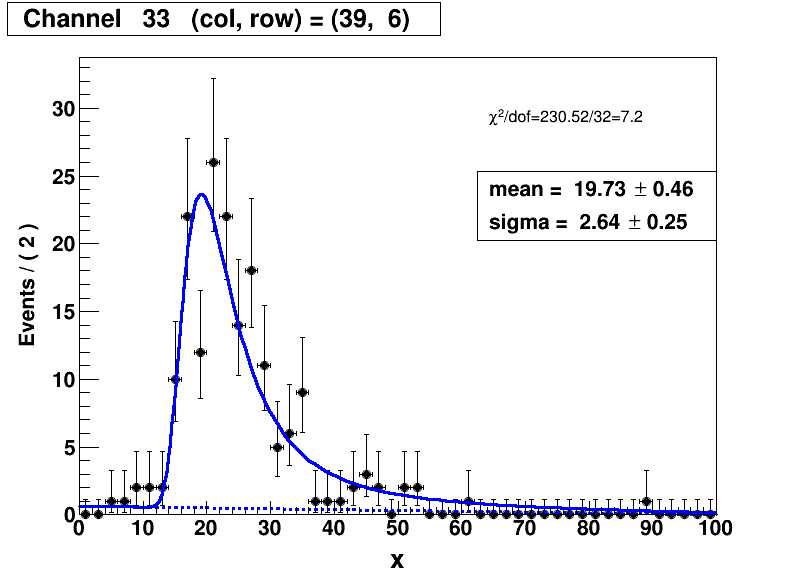 Channel 33 (col, row) = (39, 6)
χ²/dof=230.52/32=7.2
mean = 19.73 ± 0.46
sigma = 2.64 ± 0.25
Events / ( 2 )
30
25
20
15
10
5
0
0 10 20 30 40 50 60 70 80 90 100
x